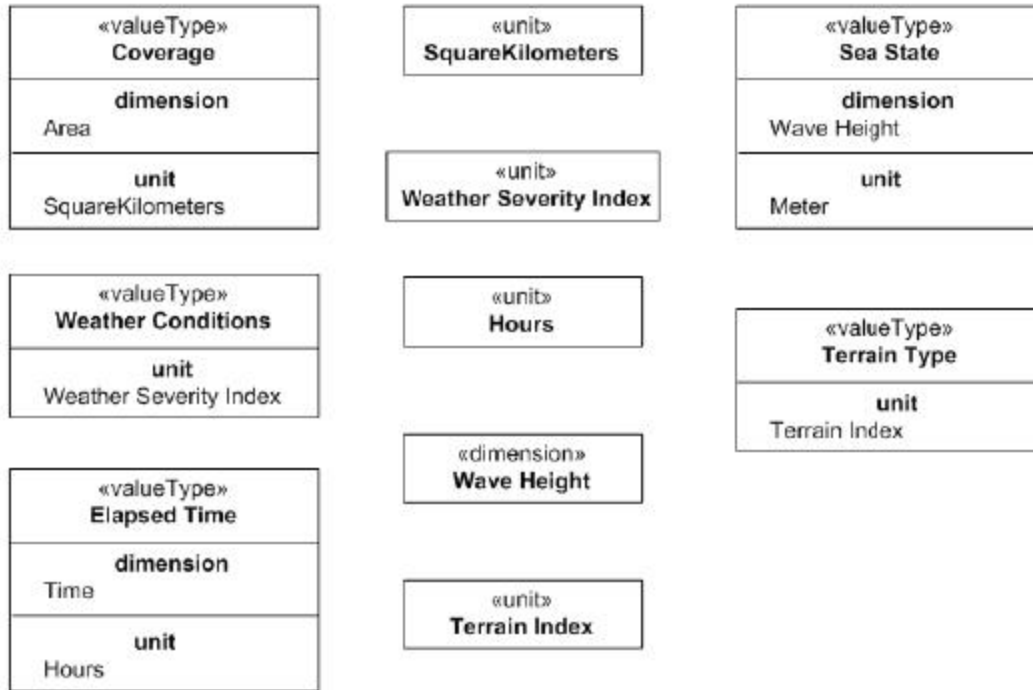 «valueType»
Coverage
dimension
Area
unit
SquareKilometers
«valueType»
Weather Conditions
unit
Weather Severity Index
«valueType»
Elapsed Time
dimension
Time
unit
Hours
«unit»
SquareKilometers
«unit»
Weather Severity Index
«unit»
Hours
«dimension»
Wave Height
«unit»
Terrain Index
«valueType»
Sea State
dimension
Wave Height
unit
Meter
«valueType»
Terrain Type
unit
Terrain Index